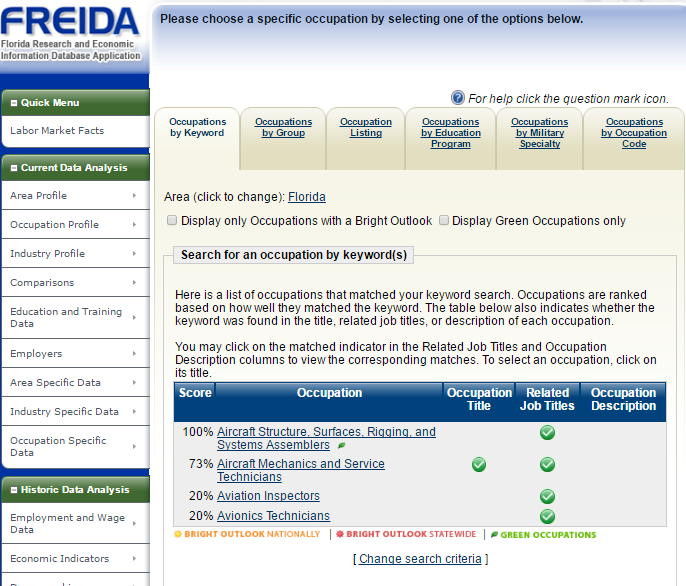 FREIDA
Florida Research and Economic
Information Database Application
Quick Menu
Labor Market Facts
Current Data Analysis
Area Profile
Occupation Profile
Industry Profile
Comparisons
Education and Training
Data
Employers
Area Specific Data
Industry Specific Data
Occupation Specific
Data
Historic Data Analysis
Employment and Wage
Data
Economic Indicators
Please choose a specific occupation by selecting one of the options below.
? For help click the question mark icon.
Occupations
by Keyword
Occupations
by Group
Occupation
Listing
Occupations
by Education
Program
Occupations
by Military
Specialty
Occupations
by Occupation
Code
Area (click to change): Florida
Display only Occupations with a Bright Outlook Display Green Occupations only
Search for an occupation by keyword(s)
Here is a list of occupations that matched your keyword search. Occupations are ranked
based on how well they matched the keyword. The table below also indicates whether the
keyword was found in the title, related job titles, or description of each occupation.
You may click on the matched indicator in the Related Job Titles and Occupation
Description columns to view the corresponding matches. To select an occupation, click on
its title.
Score Occupation Occupation Related Occupation
Title Job Titles Description
100% Aircraft Structure, Surfaces, Rigging, and
Systems Assemblers
73% Aircraft Mechanics and Service
Technicians
20% Aviation Inspectors
20% Avionics Technicians
BRIGHT OUTLOOK NATIONALLY | BRIGHT OUTLOOK STATEWIDE | GREEN OCCUPATIONS
[ Change search criteria ]